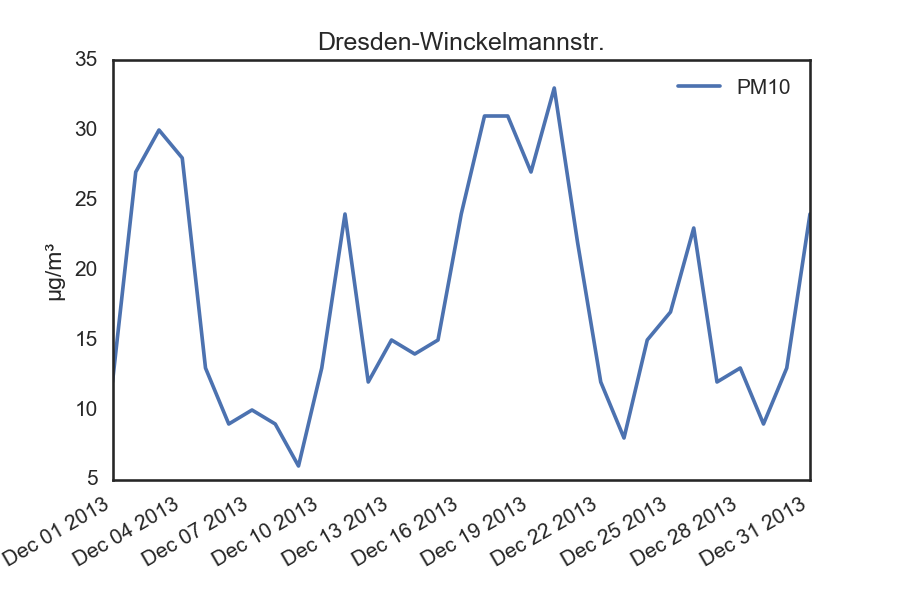 Dresden-Winckelmannstr.
35
30
25
20
15
10
5
µg/m³
PM10
Dec 01 2013
Dec 04 2013
Dec 07 2013
Dec 10 2013
Dec 13 2013
Dec 16 2013
Dec 19 2013
Dec 22 2013
Dec 25 2013
Dec 28 2013
Dec 31 2013